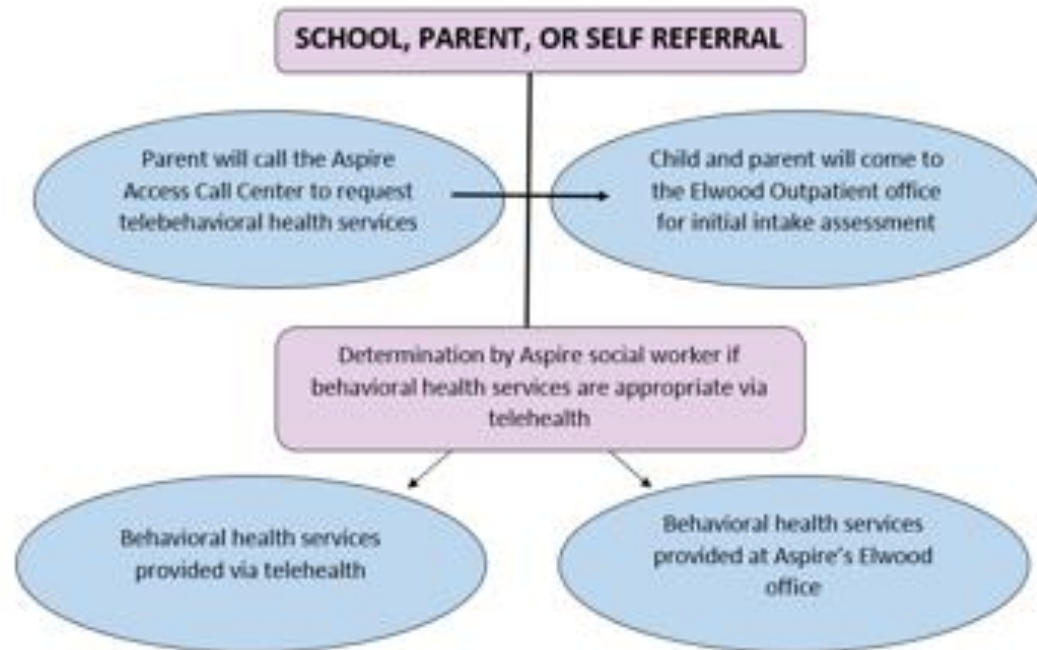 SCHOOL, PARENT, OR SELF REFERRAL
Parent will call the Aspire
Access Call Center to request
telebehavioral health services
Child and parent will come to
the Elwood Outpatient office
for initial intake assessment
Determination by Aspire social worker if
behavioral health services are appropriate via
telehealth
Behavioral health services
provided via telehealth
Behavioral health services
provided at Aspire's Elwood
office